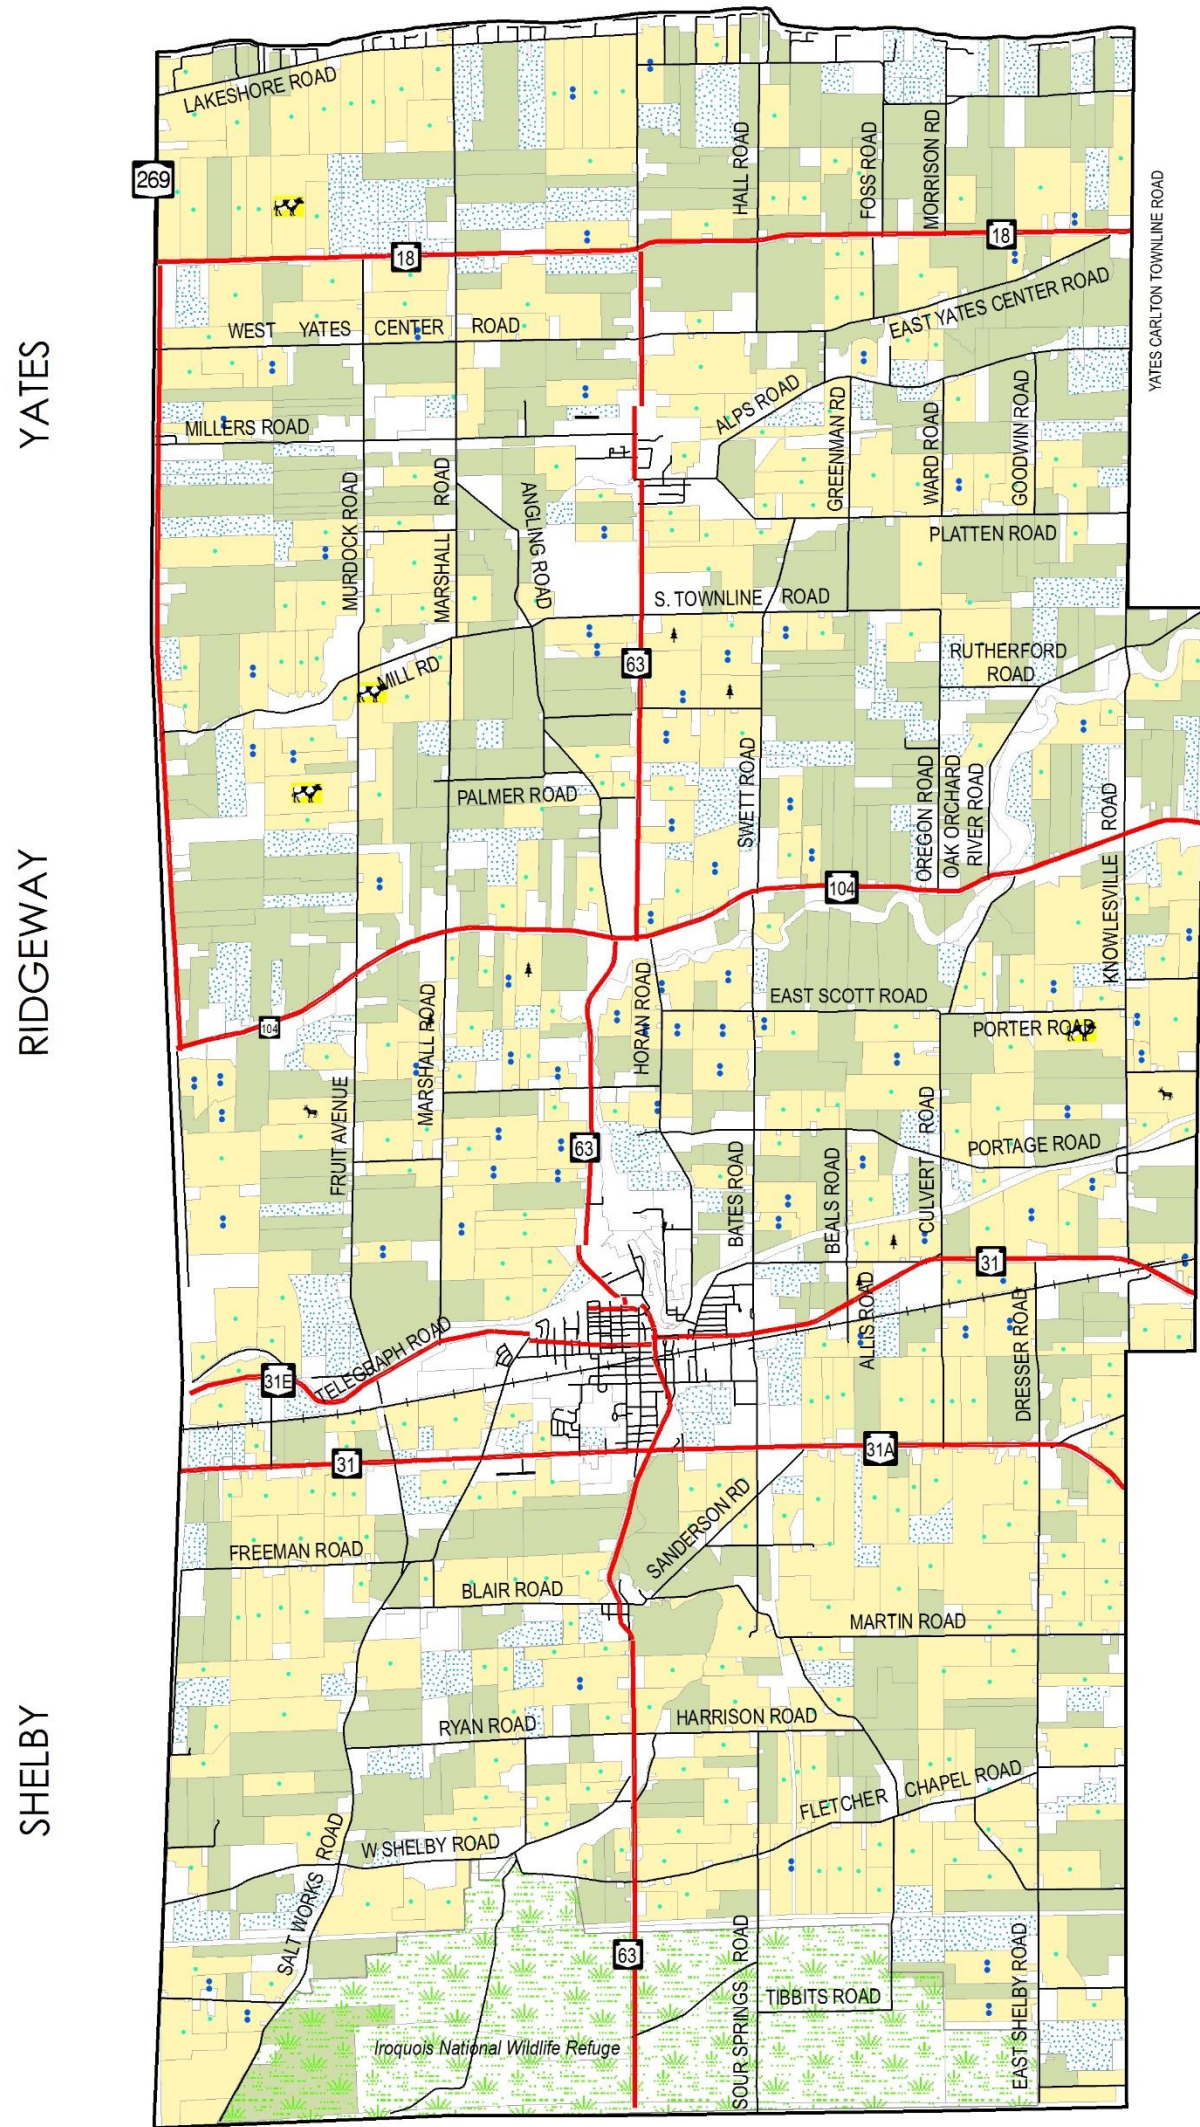 LAKESHORE ROAD
269
HALL ROAD
FOSS ROAD
MORRISON RD
YATES CARLTON TOWNLINE ROAD
18
18
WEST YATES CENTER ROAD
EAST YATES CENTER ROAD
YATES
MILLERS ROAD
ALPS ROAD
GREENMAN RD
WARD ROAD
GOODWIN ROAD
MURDOCK ROAD
MARSHALL ROAD
ANGLING ROAD
PLATTEN ROAD
S. TOWNLINE ROAD
63
RUTHERFORD
ROAD
MILL RD
PALMER ROAD
SWETT ROAD
OREGON ROAD
OAK ORCHARD
RIVER ROAD
KNOWLESVILLE ROAD
104
RIDGEWAY
104
MARSHALL ROAD
HORAN ROAD
EAST SCOTT ROAD
PORTER ROAD
FRUIT AVENUE
63
BATES ROAD
BEALS ROAD
CULVERT ROAD
PORTAGE ROAD
31
ALLIS ROAD
DRESSER ROAD
31E
TELEGRAPH ROAD
31
31A
SANDERSON RD
FREEMAN ROAD
BLAIR ROAD
MARTIN ROAD
SHELBY
RYAN ROAD
HARRISON ROAD
FLETCHER CHAPEL ROAD
W SHELBY ROAD
SALT WORKS ROAD
63
SOUR SPRINGS ROAD
TIBBITS ROAD
EAST SHELBY ROAD
Iroquois National Wildlife Refuge